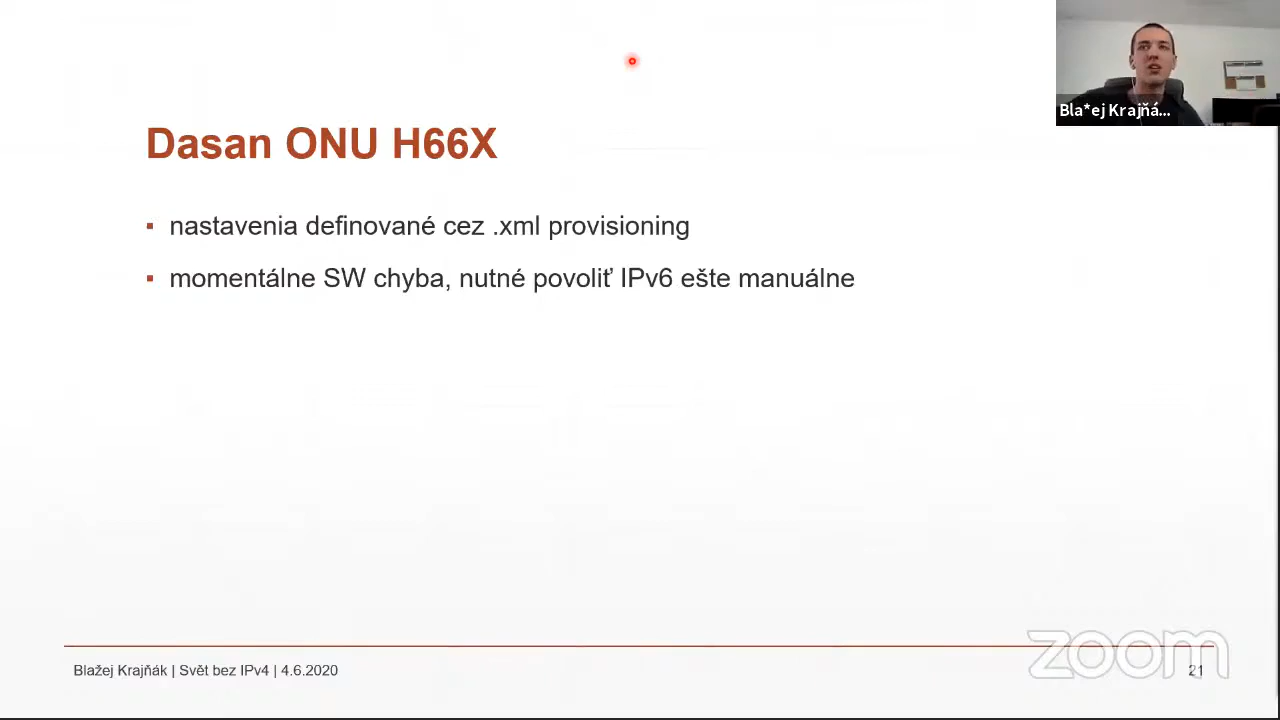 Bla*ej Krajňá...
Dasan ONU H66X
▪ nastavenia definované cez .xml provisioning
▪ momentálne SW chyba, nutné povoliť IPv6 ešte manuálne
Blažej Krajňák | Svět bez IPv4 | 4.6.2020
zoom
21